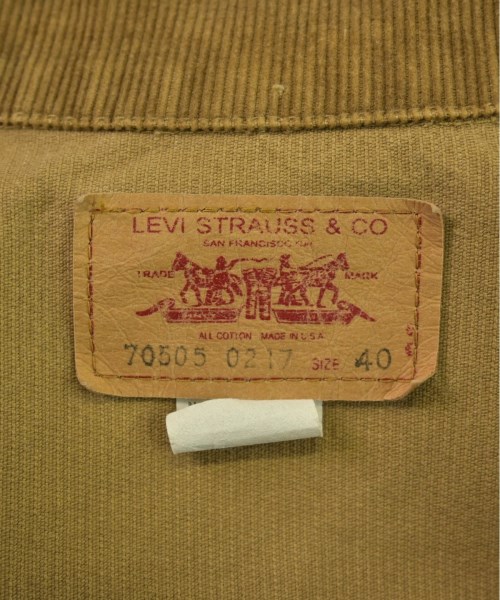 LEVI STRAUSS & CO
SAN FRANCISCO CAL
TRADE MARK
ALL COTTON MADE IN U.S.A
70505 0217 SIZE 40